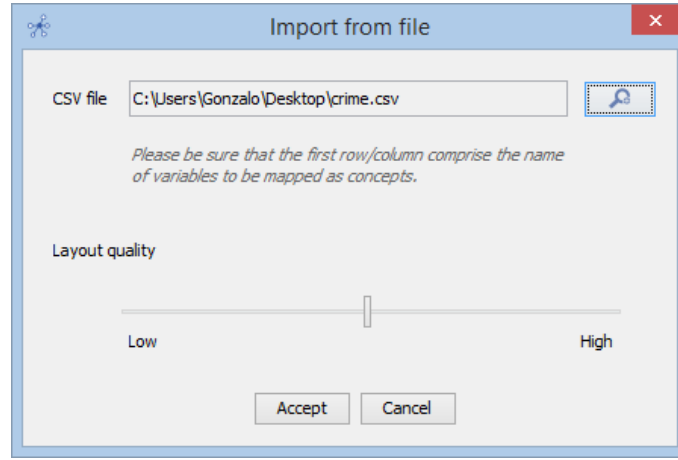 Import from file
CSV file C:\Users\Gonzalo\Desktop\crime.csv
Please be sure that the first row/column comprise the name
of variables to be mapped as concepts.
Layout quality
Low High
Accept Cancel